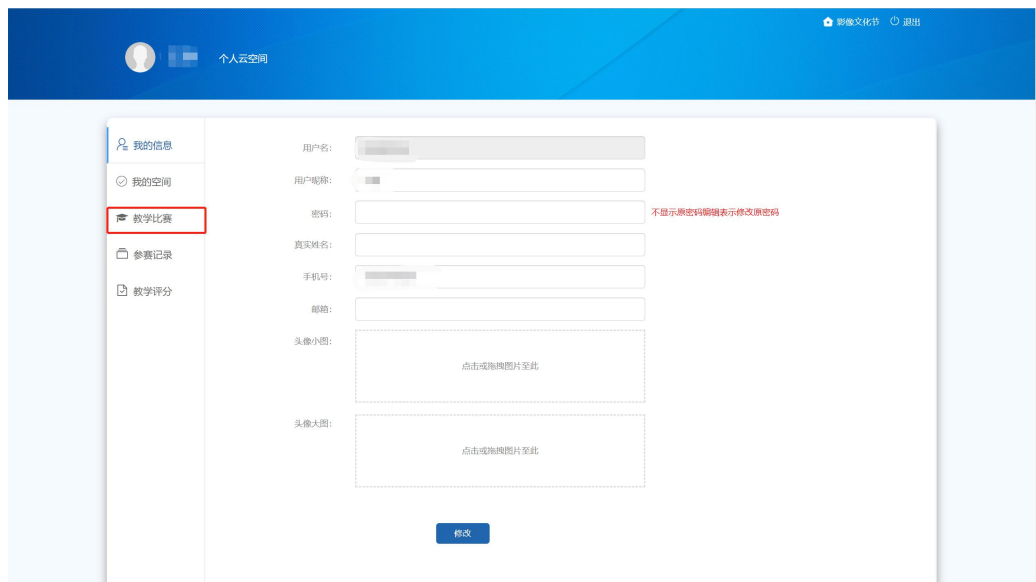 影像文化节 退出
个人云空间
我的信息
我的空间
教学比赛
参赛记录
教学评分
用户名:
用户昵称:
密码:
不显示原密码编辑表示修改原密码
真实姓名:
手机号:
邮箱:
头像小图:
点击或拖拽图片至此
头像大图:
点击或拖拽图片至此
修改